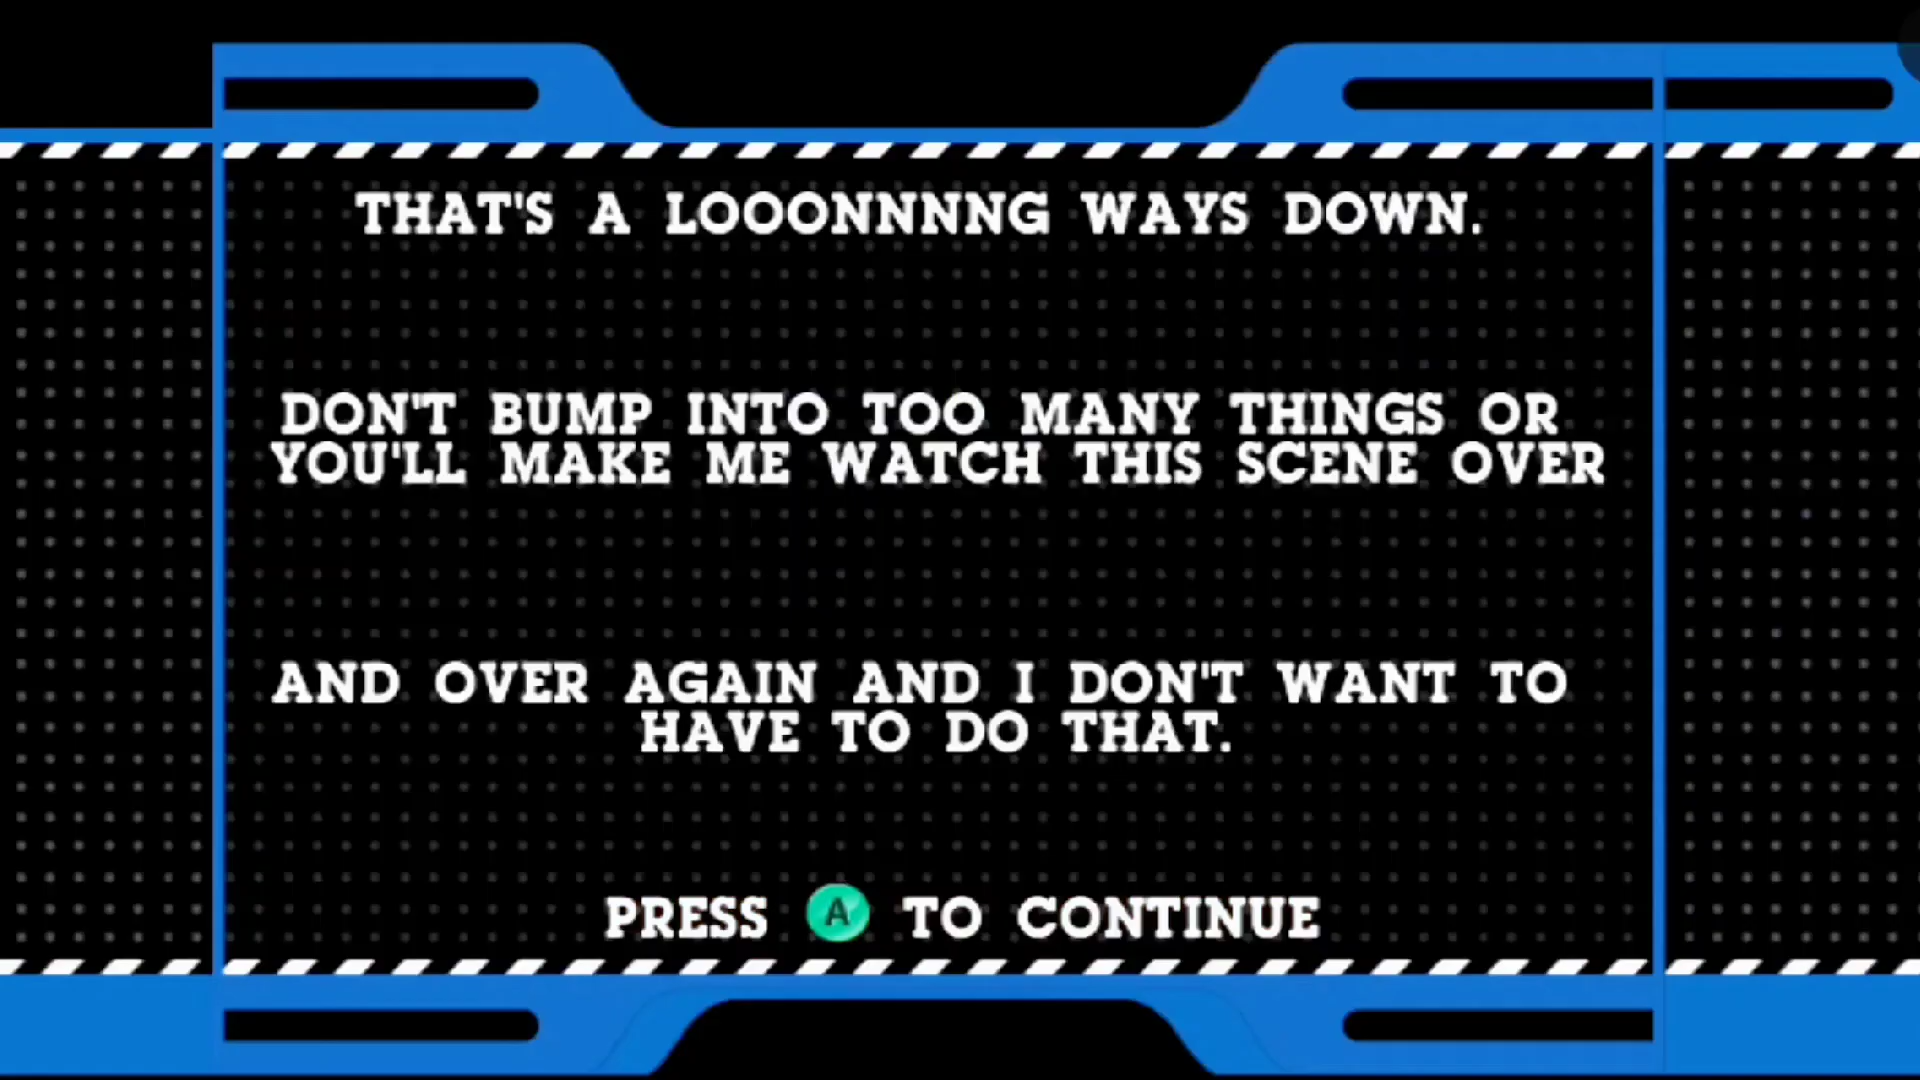 THAT'S A LOOONNNNG WAYS DOWN.
DON'T BUMP INTO TOO MANY THINGS OR
YOU'LL MAKE ME WATCH THIS SCENE OVER
AND OVER AGAIN AND I DON'T WANT TO
HAVE TO DO THAT.
PRESS A TO CONTINUE